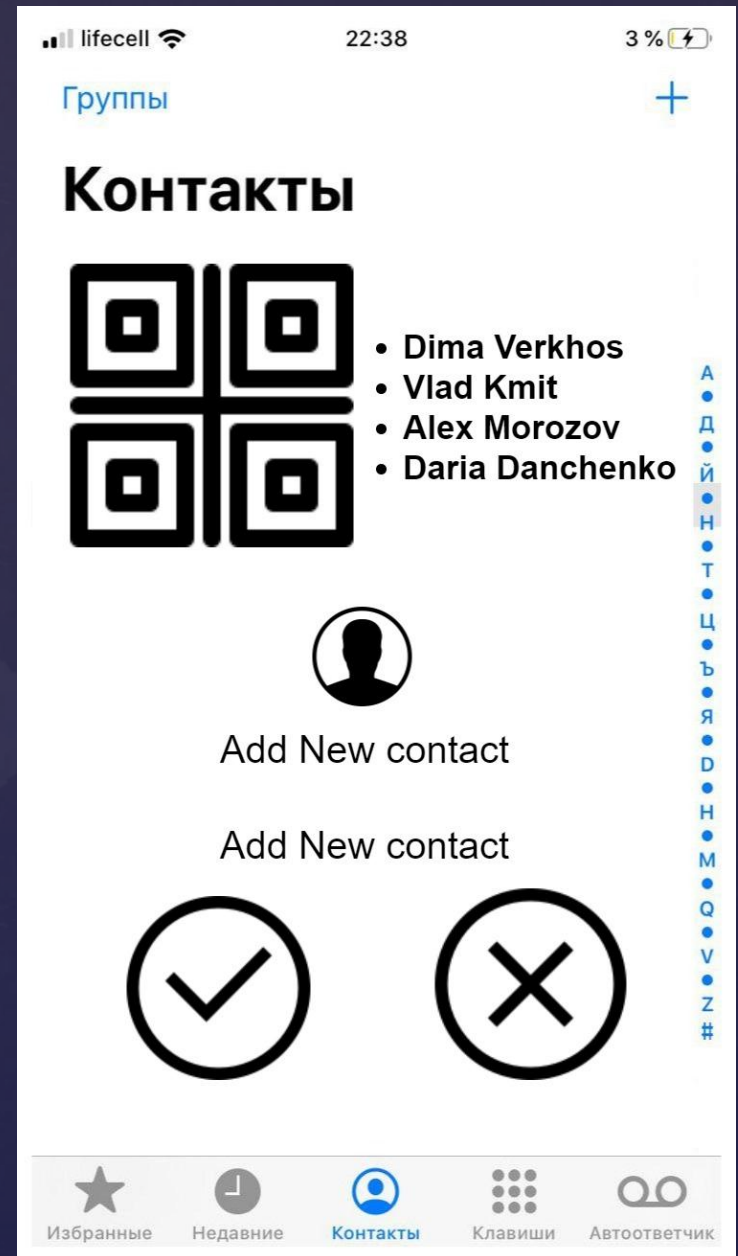 lifecell 22:38 3 %
Группы +
Контакты
• Dima Verkhos
• Vlad Kmit
• Alex Morozov
• Daria Danchenko
А
Д
Й
Н
Т
Ц
Ъ
Я
D
H
M
Q
V
Z
#
Add New contact
Add New contact
Избранные Недавние Контакты Клавиши Автоответчик